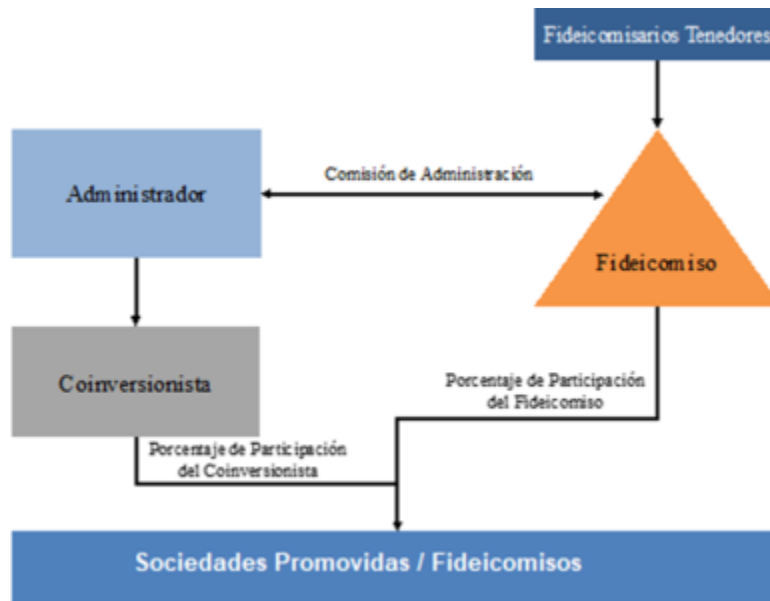 Fideicomisarios Tenedores
Comisión de Administración
Administrador
Fideicomiso
Coinversionista
Porcentaje de Participación
del Fideicomiso
Porcentaje de Participación
del Coinversionista
Sociedades Promovidas / Fideicomisos